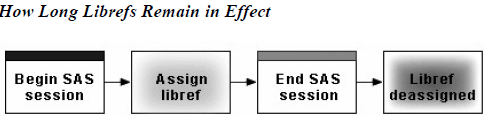 How Long Librefs Remain in Effect
Begin SAS
session
Assign
libref
End SAS
session
Libref
deassigned